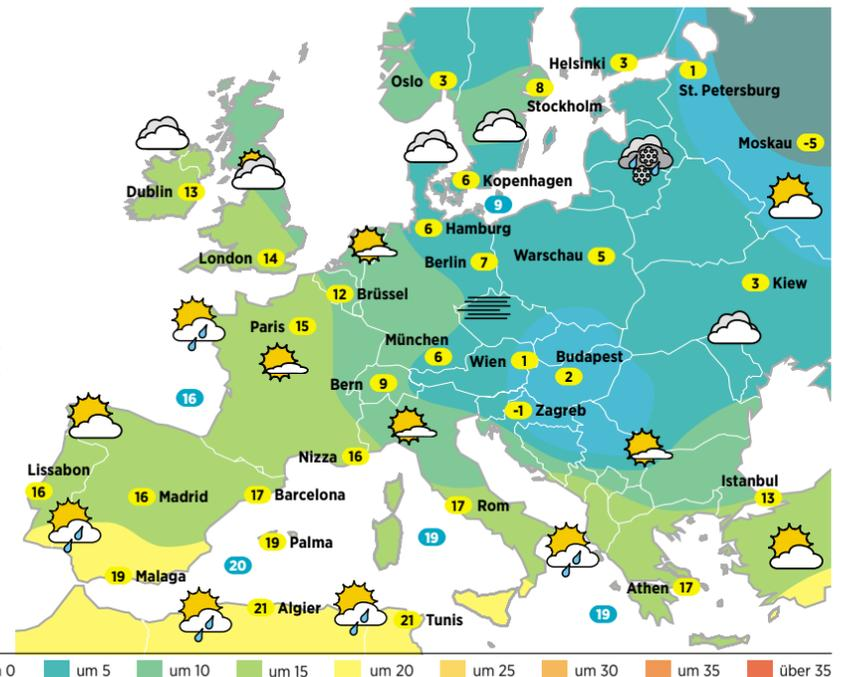 Oslo 3
Helsinki 3
1
St. Petersburg
8
Stockholm
Moskau -5
Dublin 13
6 Kopenhagen
9
6 Hamburg
London 14
Berlin 7
Warschau 5
3 Kiew
12 Brüssel
Paris 15
München
6
Wien 1
Budapest
2
Bern 9
16
-1 Zagreb
Nizza 16
Lissabon
16
16 Madrid
17 Barcelona
17 Rom
Istanbul
13
19 Palma
19
20
19 Malaga
Athen 17
21 Algier
21 Tunis
19
0
um 5
um 10
um 15
um 20
um 25
um 30
um 35
über 35